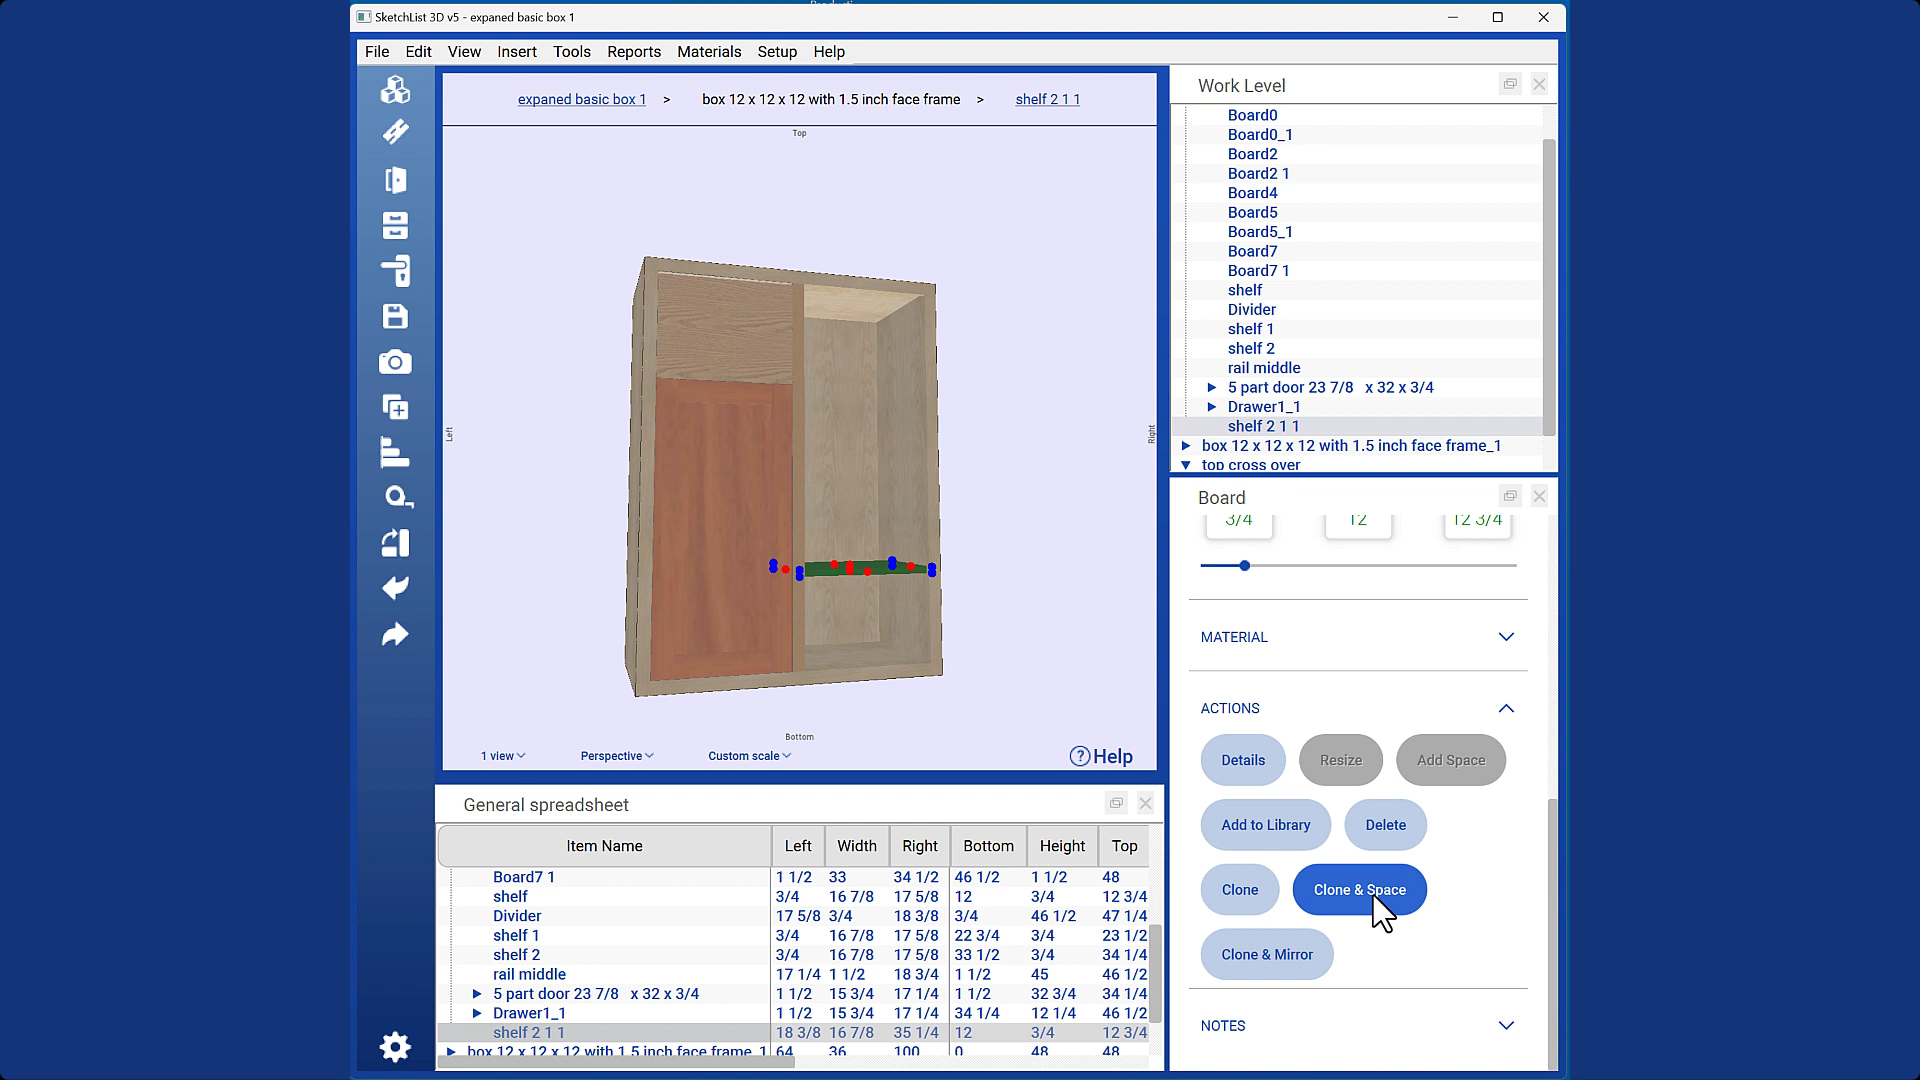 SketchList 3D v5 - expaned basic box 1
File Edit View Insert Tools Reports Materials Setup Help
expaned basic box 1 > box 12 x 12 x 12 with 1.5 inch face frame > shelf 2 1 1
Top
Left
Right
Bottom
1 view Perspective Custom scale ? Help
Work Level
Board0
Board0_1
Board2
Board2 1
Board4
Board5
Board5_1
Board7
Board7 1
shelf
Divider
shelf 1
shelf 2
rail middle
5 part door 23 7/8 x 32 x 3/4
Drawer1_1
shelf 2 1 1
box 12 x 12 x 12 with 1.5 inch face frame_1
top cross over
Board
3/4 12 12 3/4
MATERIAL
ACTIONS
Details Resize Add Space
Add to Library Delete
Clone Clone & Space
Clone & Mirror
NOTES
General spreadsheet
Item Name Left Width Right Bottom Height Top
Board7 1 1 1/2 33 34 1/2 46 1/2 1 1/2 48
shelf 3/4 16 7/8 17 5/8 12 3/4 12 3/4
Divider 17 5/8 3/4 18 3/8 3/4 46 1/2 47 1/4
shelf 1 3/4 16 7/8 17 5/8 22 3/4 3/4 23 1/2
shelf 2 3/4 16 7/8 17 5/8 33 1/2 3/4 34 1/4
rail middle 17 1/4 1 1/2 18 3/4 1 1/2 45 46 1/2
5 part door 23 7/8 x 32 x 3/4 1 1/2 15 3/4 17 1/4 1 1/2 32 3/4 34 1/4
Drawer1_1 1 1/2 15 3/4 17 1/4 34 1/4 12 1/4 46 1/2
shelf 2 1 1 18 3/8 16 7/8 35 1/4 12 3/4 12 3/4
box 12 x 12 x 12 with 1.5 inch face frame_1 64 36 100 0 48 48